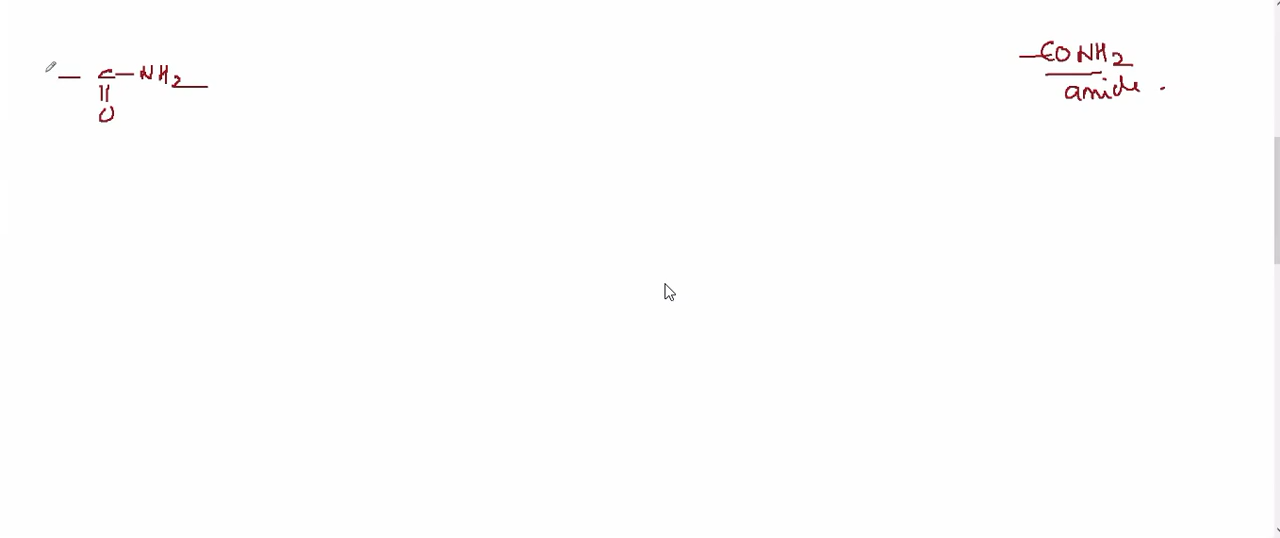 — C — NH2 —
||
O
— CONH2
amide .